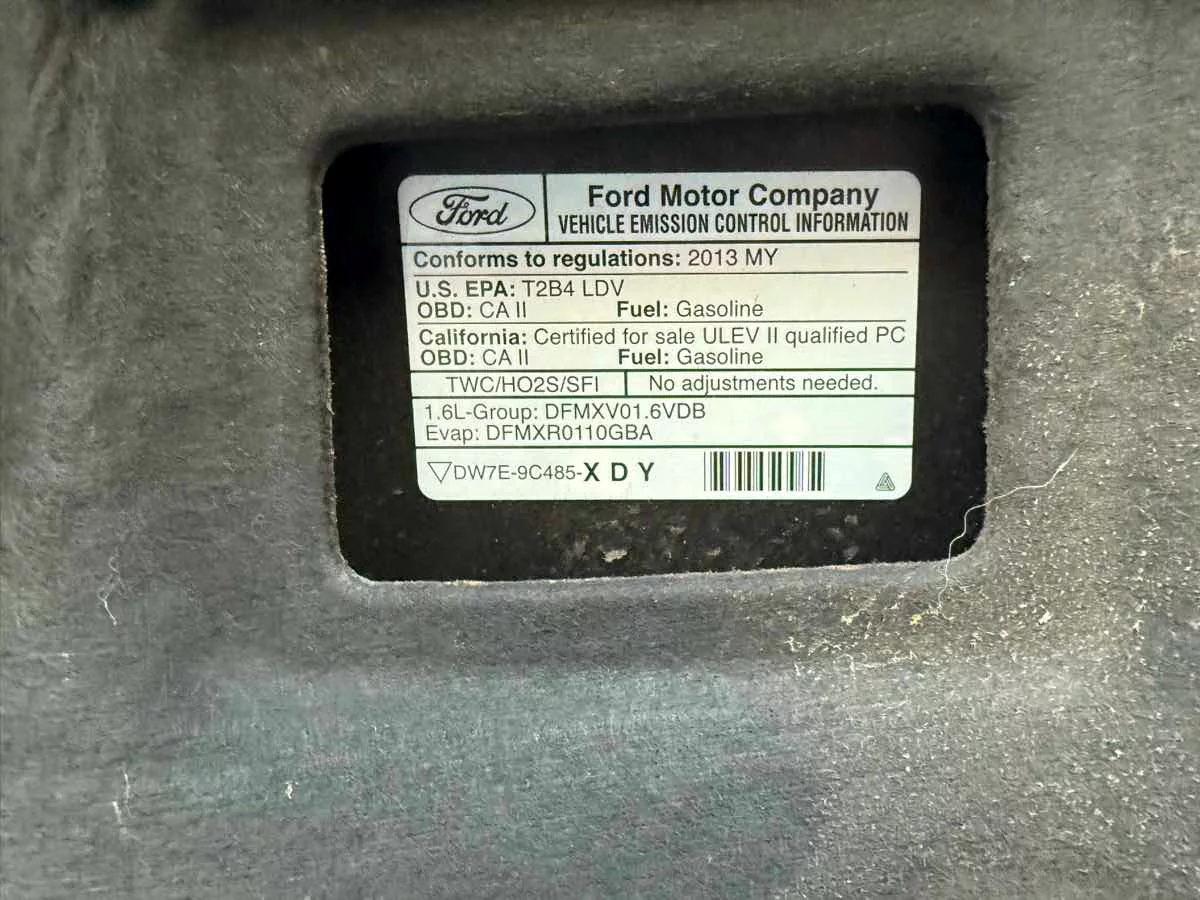 Ford
Ford Motor Company
VEHICLE EMISSION CONTROL INFORMATION
Conforms to regulations: 2013 MY
U.S. EPA: T2B4 LDV
OBD: CA II Fuel: Gasoline
California: Certified for sale ULEV II qualified PC
OBD: CA II Fuel: Gasoline
TWC/HO2S/SFI No adjustments needed.
1.6L-Group: DFMXV01.6VDB
Evap: DFMXR0110GBA
DW7E-9C485-XDY